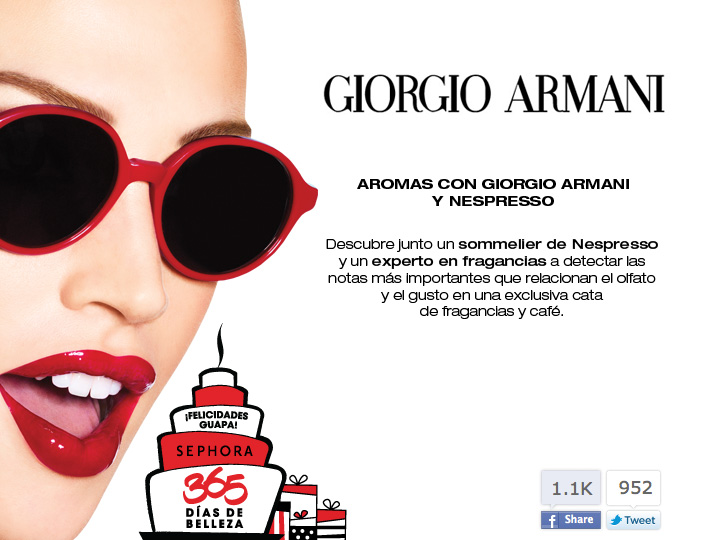 GIORGIO ARMANI
AROMAS CON GIORGIO ARMANI
Y NESPRESSO
Descubre junto un sommelier de Nespresso
y un experto en fragancias a detectar las
notas más importantes que relacionan el olfato
y el gusto en una exclusiva cata
de fragancias y café.
¡FELICIDADES
GUAPA!
SEPHORA
365
DÍAS DE
BELLEZA
1.1K
952
f Share
Tweet